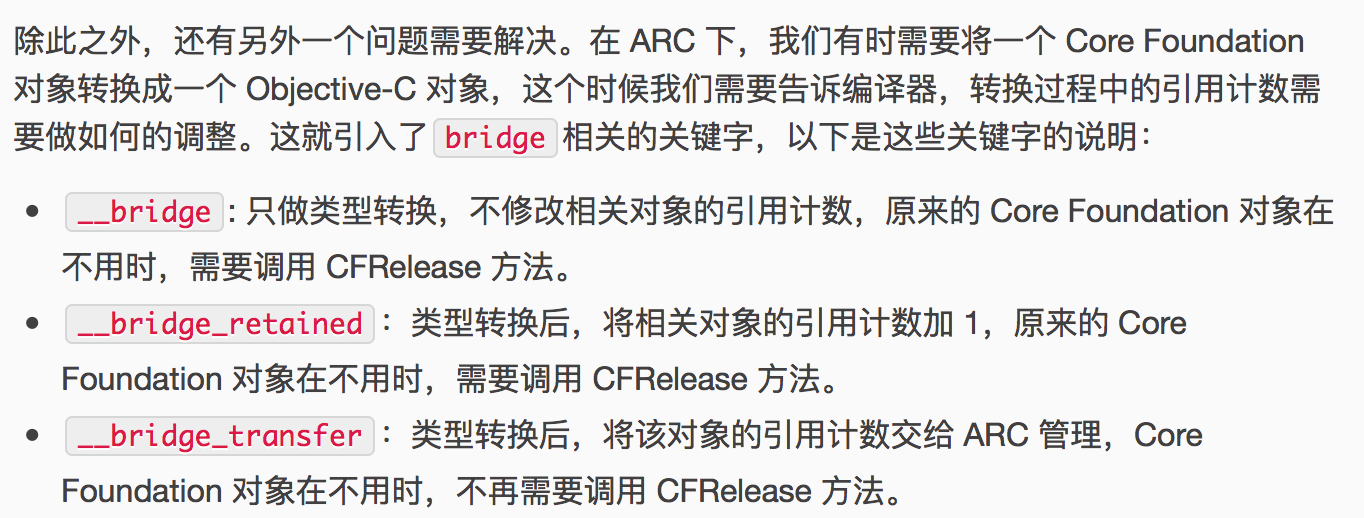 除此之外，还有另外一个问题需要解决。在 ARC 下，我们有时需要将一个 Core Foundation
对象转换成一个 Objective-C 对象，这个时候我们需要告诉编译器，转换过程中的引用计数需
要做如何的调整。这就引入了 bridge 相关的关键字，以下是这些关键字的说明：
• __bridge : 只做类型转换，不修改相关对象的引用计数，原来的 Core Foundation 对象在
不用时，需要调用 CFRelease 方法。
• __bridge_retained ：类型转换后，将相关对象的引用计数加 1，原来的 Core
Foundation 对象在不用时，需要调用 CFRelease 方法。
• __bridge_transfer ：类型转换后，将该对象的引用计数交给 ARC 管理，Core
Foundation 对象在不用时，不再需要调用 CFRelease 方法。